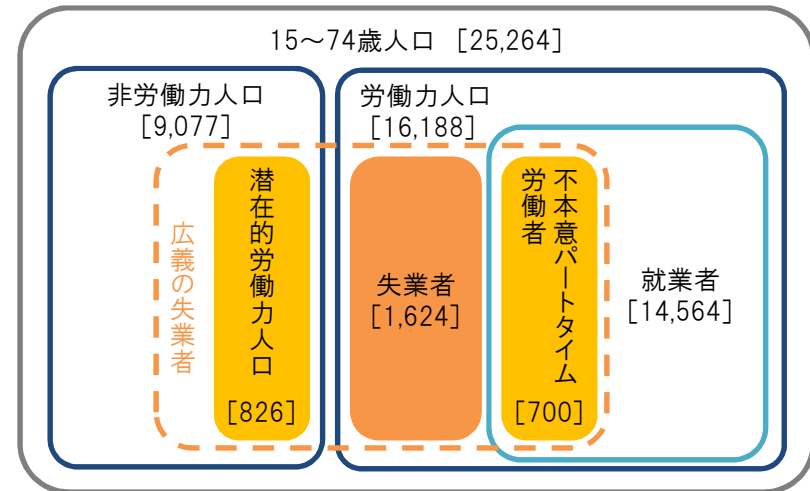 15～74歳人口 [25,264]
非労働力人口
[9,077]
労働力人口
[16,188]
広義の失業者
潜在的労働力人口
[826]
失業者
[1,624]
不本意パートタイム
労働者
[700]
就業者
[14,564]